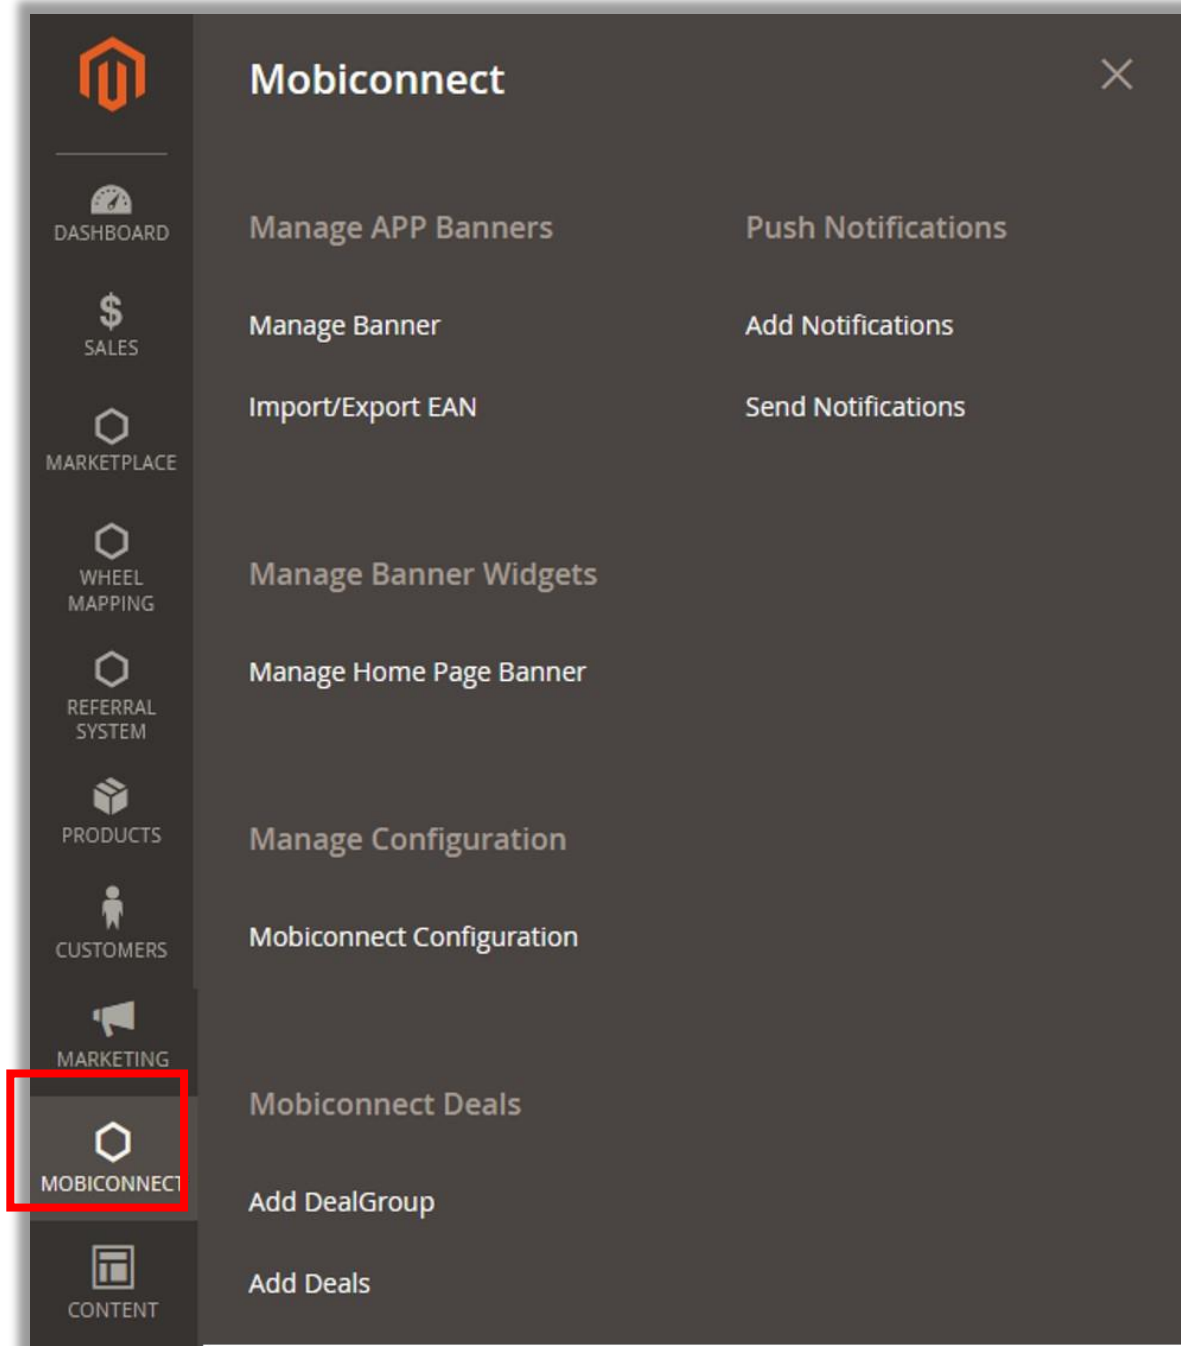 DASHBOARD
SALES
MARKETPLACE
WHEEL
MAPPING
REFERRAL
SYSTEM
PRODUCTS
CUSTOMERS
MARKETING
MOBICONNECT
CONTENT
Mobiconnect
Manage APP Banners
Manage Banner
Import/Export EAN
Manage Banner Widgets
Manage Home Page Banner
Manage Configuration
Mobiconnect Configuration
Mobiconnect Deals
Add DealGroup
Add Deals
Push Notifications
Add Notifications
Send Notifications